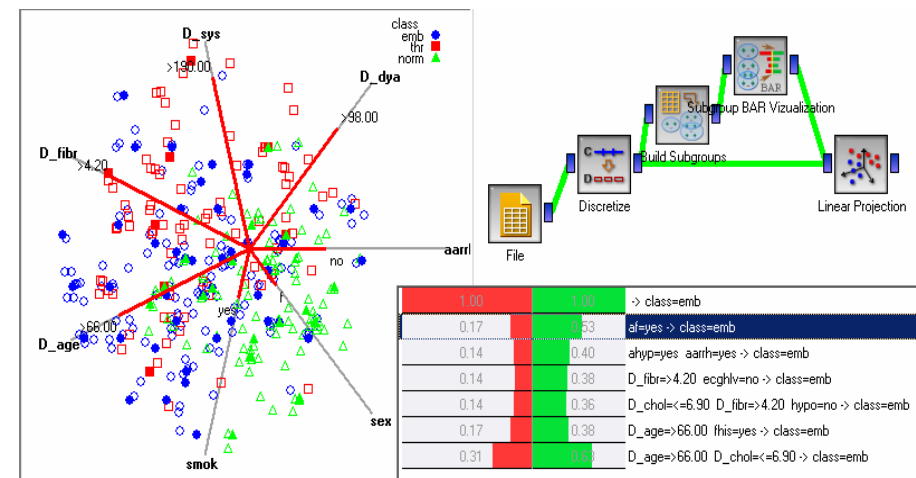 class
emb
thr
norm
D_sys
>190.00
D_dya
>98.00
D_fibr
>4.20
aarrl
no
yes
>66.00
D_age
sex
smok
BAR
Subgroup BAR Vizualization
Build Subgroups
C
D
Discretize
Linear Projection
File
1.00 1.00 -> class=emb
0.17 0.53 af=yes -> class=emb
0.14 0.40 ahyp=yes aarrh=yes -> class=emb
0.14 0.38 D_fibr=>4.20 ecghlv=no -> class=emb
0.14 0.36 D_chol=<=6.90 D_fibr=>4.20 hypo=no -> class=emb
0.17 0.38 D_age=>66.00 fhis=yes -> class=emb
0.31 D_age=>66.00 D_chol=<=6.90 -> class=emb